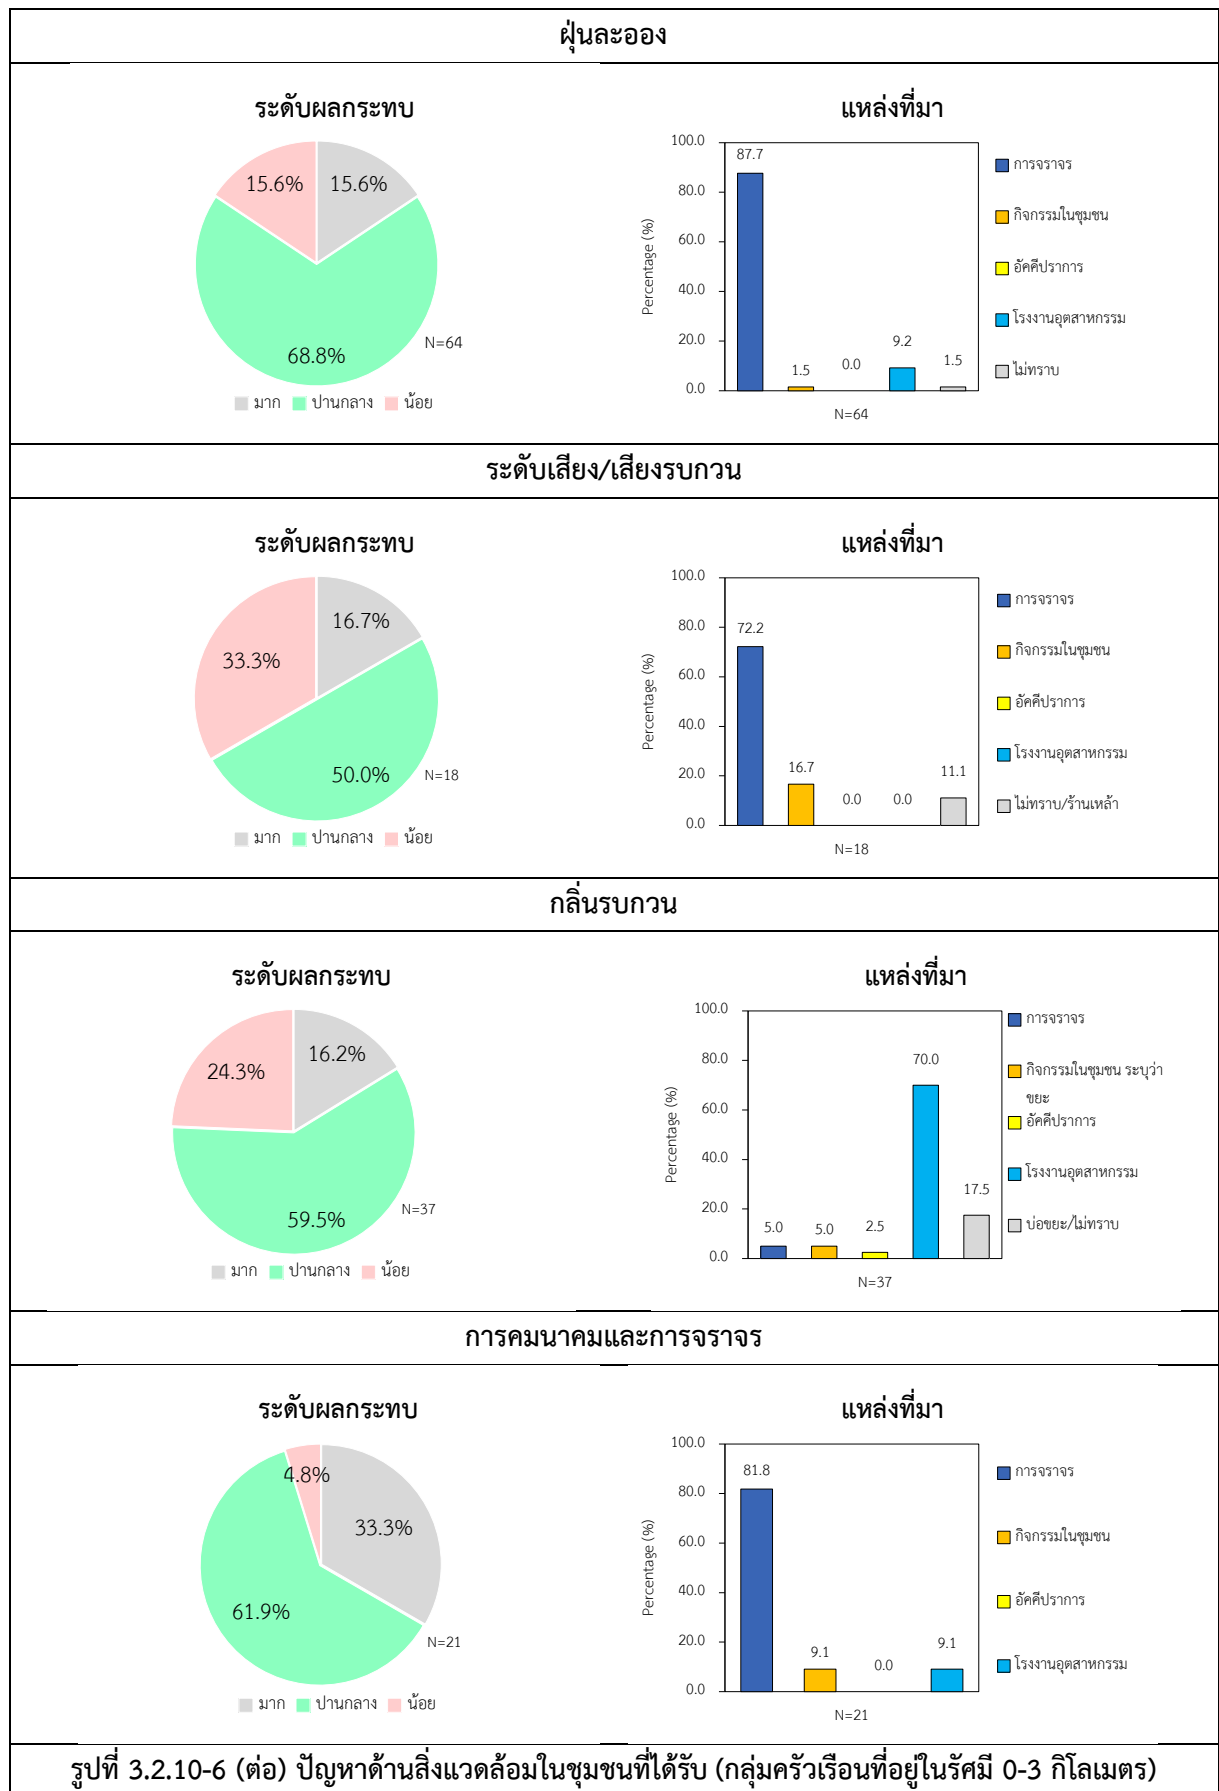 ฝุ่นละออง
ระดับผลกระทบ
15.6%
15.6%
68.8%
N=64
มาก ปานกลาง น้อย
แหล่งที่มา
Percentage (%)
100.0
80.0
60.0
40.0
20.0
0.0
87.7
1.5
0.0
9.2
1.5
N=64
การจราจร
กิจกรรมในชุมชน
อัคคีปราการ
โรงงานอุตสาหกรรม
ไม่ทราบ
ระดับเสียง/เสียงรบกวน
ระดับผลกระทบ
16.7%
33.3%
50.0%
N=18
มาก ปานกลาง น้อย
แหล่งที่มา
Percentage (%)
100.0
80.0
60.0
40.0
20.0
0.0
72.2
16.7
0.0
0.0
11.1
N=18
การจราจร
กิจกรรมในชุมชน
อัคคีปราการ
โรงงานอุตสาหกรรม
ไม่ทราบ/ร้านเหล้า
กลิ่นรบกวน
ระดับผลกระทบ
16.2%
24.3%
59.5%
N=37
มาก ปานกลาง น้อย
แหล่งที่มา
Percentage (%)
100.0
80.0
60.0
40.0
20.0
0.0
5.0
5.0
2.5
70.0
17.5
N=37
การจราจร
กิจกรรมในชุมชน ระบุว่า
ขยะ
อัคคีปราการ
โรงงานอุตสาหกรรม
บ่อขยะ/ไม่ทราบ
การคมนาคมและการจราจร
ระดับผลกระทบ
4.8%
33.3%
61.9%
N=21
มาก ปานกลาง น้อย
แหล่งที่มา
Percentage (%)
100.0
80.0
60.0
40.0
20.0
0.0
81.8
9.1
0.0
9.1
N=21
การจราจร
กิจกรรมในชุมชน
อัคคีปราการ
โรงงานอุตสาหกรรม
รูปที่ 3.2.10-6 (ต่อ) ปัญหาด้านสิ่งแวดล้อมในชุมชนที่ได้รับ (กลุ่มครัวเรือนที่อยู่ในรัศมี 0-3 กิโลเมตร)